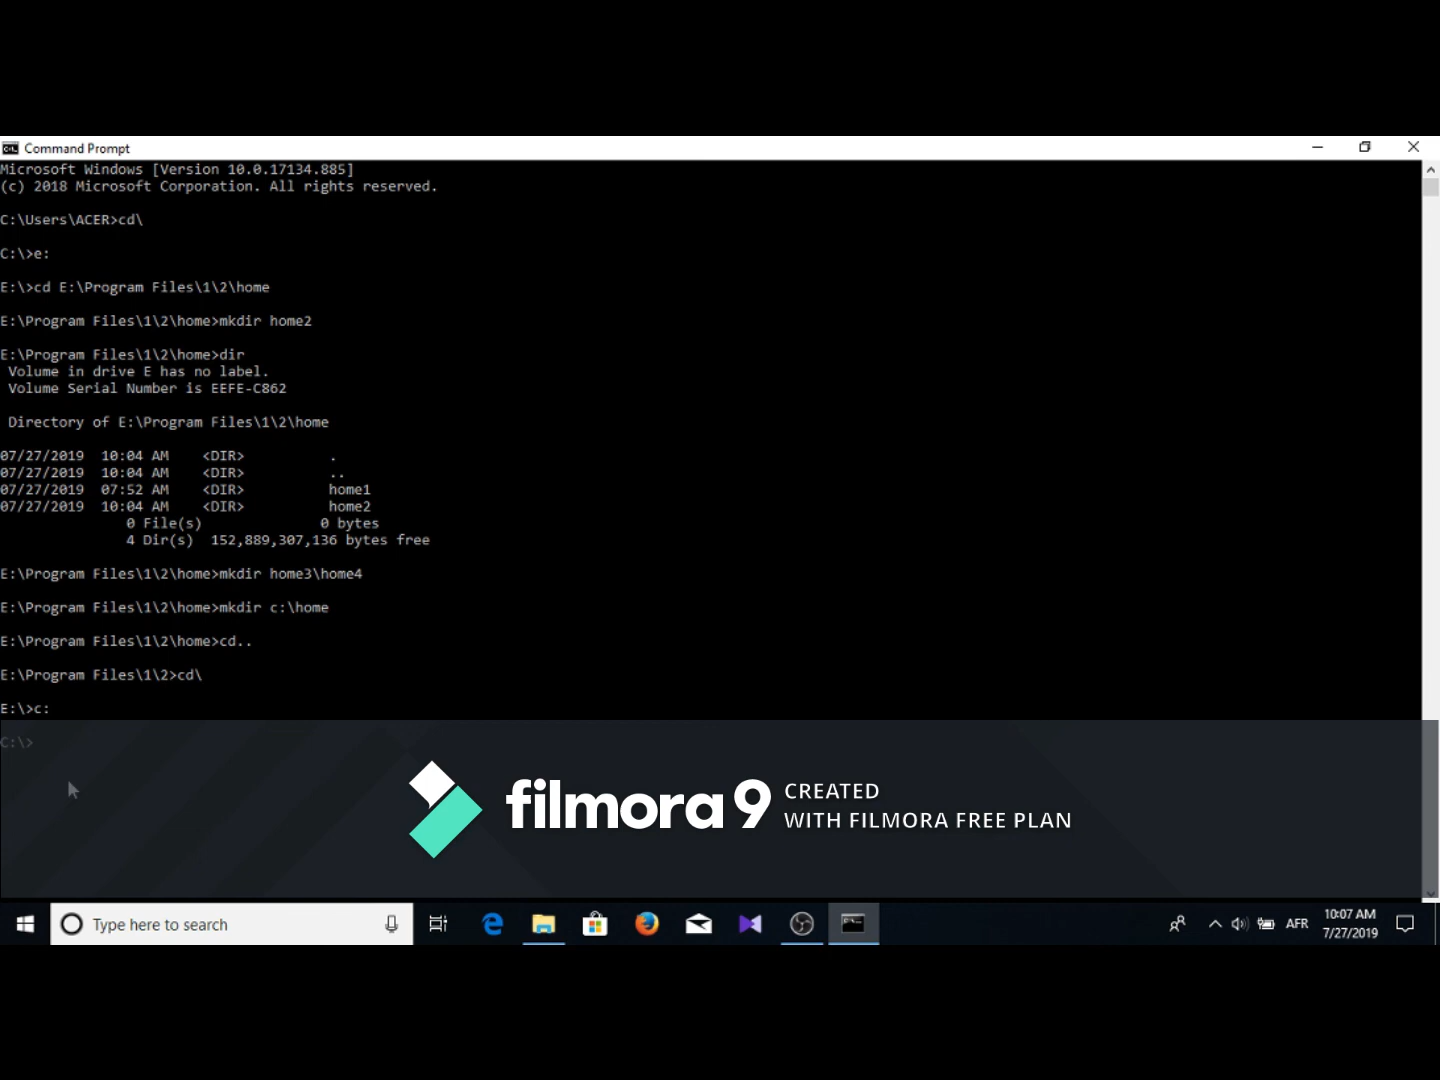 Command Prompt
Microsoft Windows [Version 10.0.17134.885]
(c) 2018 Microsoft Corporation. All rights reserved.
C:\Users\ACER>cd\
C:\>e:
E:\>cd E:\Program Files\1\2\home
E:\Program Files\1\2\home>mkdir home2
E:\Program Files\1\2\home>dir
Volume in drive E has no label.
Volume Serial Number is EEFE-C862
Directory of E:\Program Files\1\2\home
07/27/2019  10:04 AM    <DIR>          .
07/27/2019  10:04 AM    <DIR>          ..
07/27/2019  07:52 AM    <DIR>          home1
07/27/2019  10:04 AM    <DIR>          home2
0 File(s)              0 bytes
4 Dir(s)  152,889,307,136 bytes free
E:\Program Files\1\2\home>mkdir home3\home4
E:\Program Files\1\2\home>mkdir c:\home
E:\Program Files\1\2\home>cd..
E:\Program Files\1\2>cd\
E:\>c:
C:\>
filmora9 CREATED
WITH FILMORA FREE PLAN
Type here to search
AFR
10:07 AM
7/27/2019